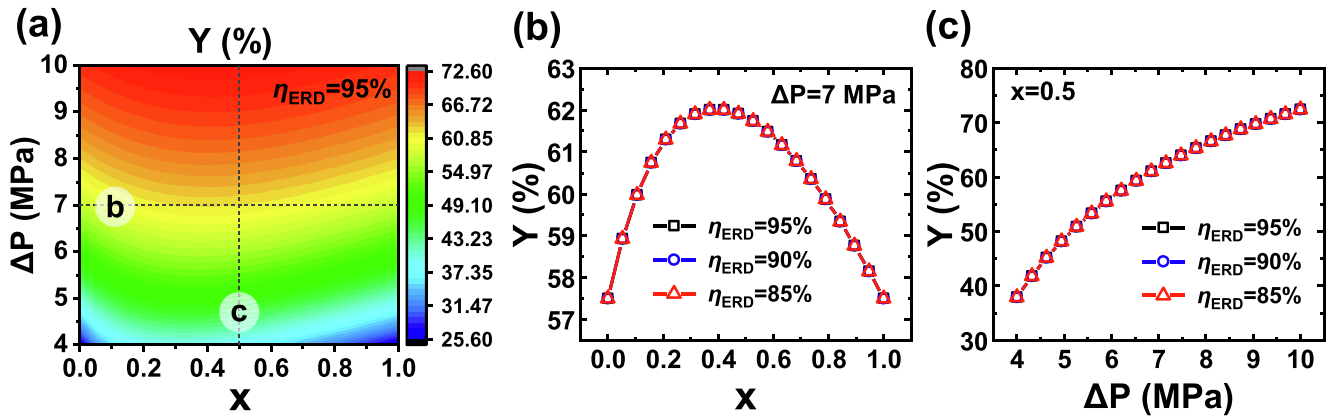 (a)
Y (%)
ΔP (MPa)
10
9
8
7
6
5
4
η_ERD=95%
b
c
0.0 0.2 0.4 0.6 0.8 1.0
x
72.60
66.72
60.85
54.98
49.10
43.23
37.35
31.47
25.60
(b)
Y (%)
63
62
61
60
59
58
57
ΔP=7 MPa
η_ERD=95%
η_ERD=90%
η_ERD=85%
0.0 0.2 0.4 0.6 0.8 1.0
x
(c)
Y (%)
80
70
60
50
40
30
x=0.5
η_ERD=95%
η_ERD=90%
η_ERD=85%
4 5 6 7 8 9 10
ΔP (MPa)